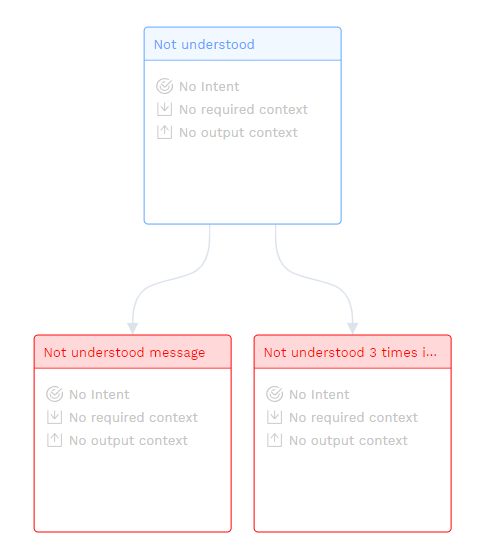 Not understood
No Intent
No required context
No output context
Not understood message
No Intent
No required context
No output context
Not understood 3 times i...
No Intent
No required context
No output context